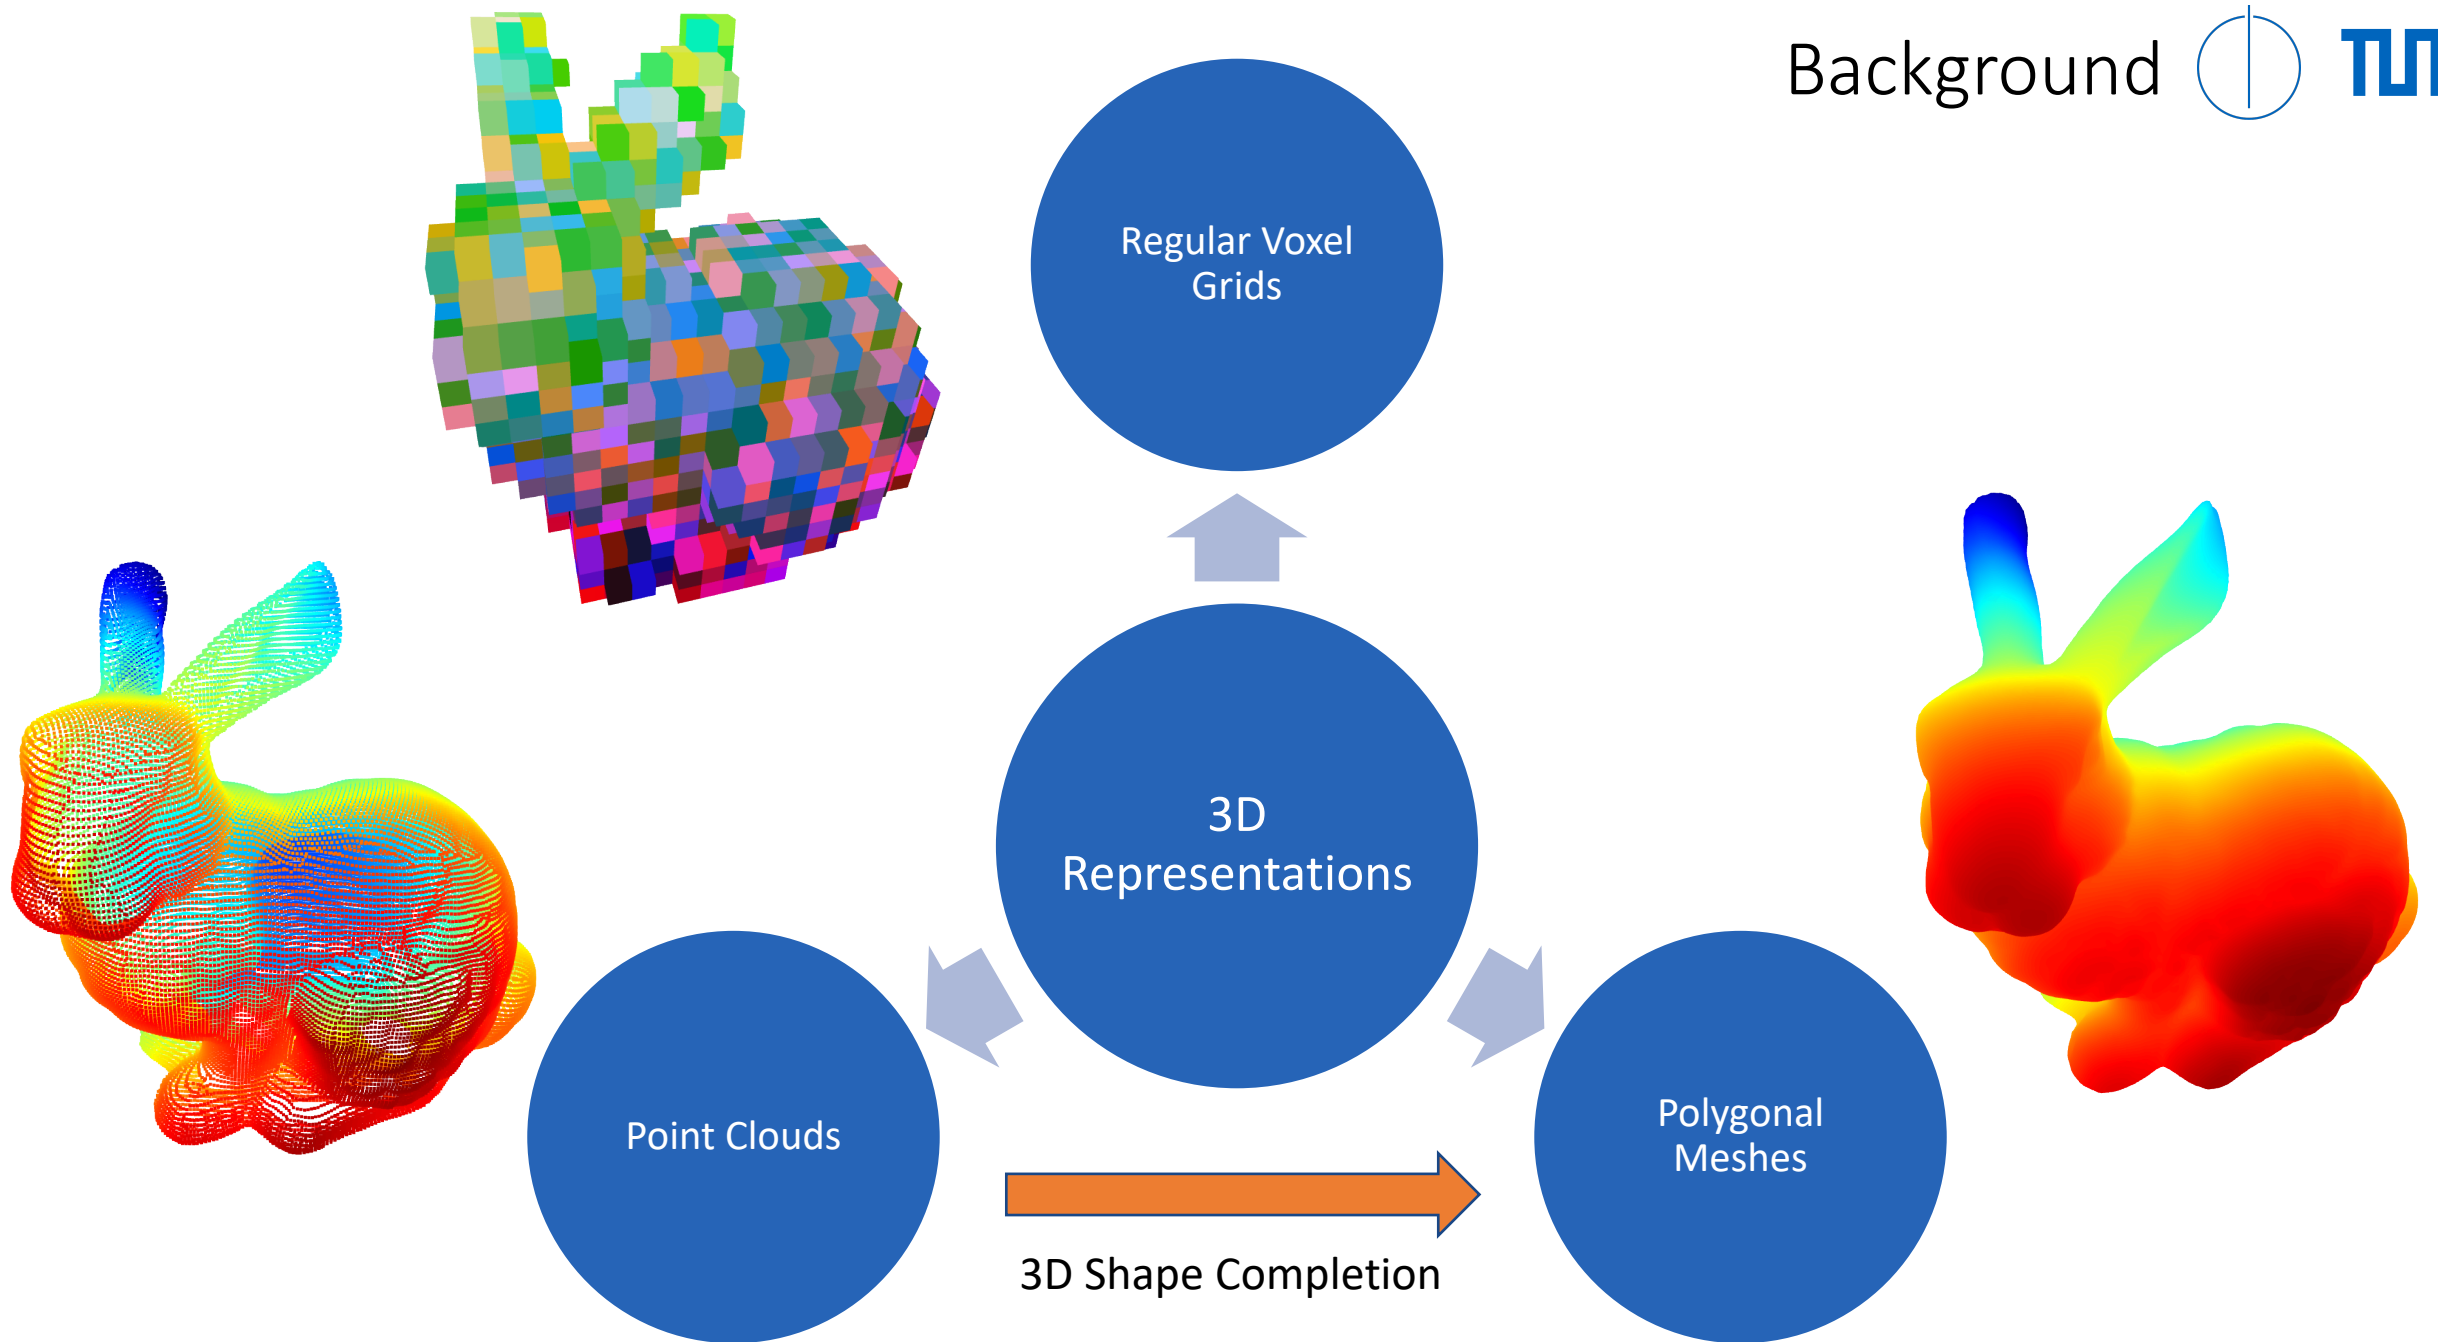 Background
Regular Voxel
Grids
3D
Representations
Point Clouds
Polygonal
Meshes
3D Shape Completion